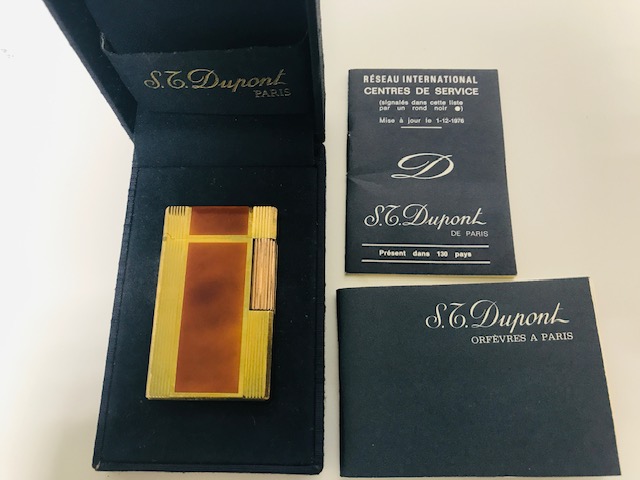 S.T. Dupont
PARIS
RÉSEAU INTERNATIONAL
CENTRES DE SERVICE
(signalés dans cette liste
par un rond noir ●)
Mise à jour le 1-12-1976
D
S.T. Dupont
DE PARIS
Présent dans 130 pays
S.T. Dupont
ORFÈVRES A PARIS